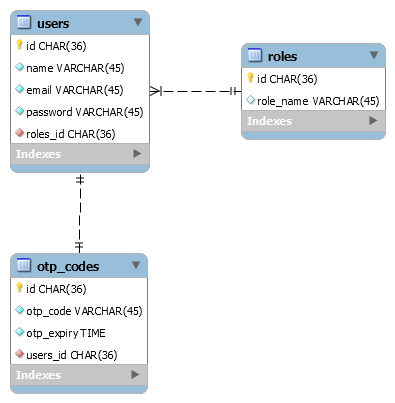 users
id CHAR(36)
name VARCHAR(45)
email VARCHAR(45)
password VARCHAR(45)
roles_id CHAR(36)
Indexes
roles
id CHAR(36)
role_name VARCHAR(45)
Indexes
otp_codes
id CHAR(36)
otp_code VARCHAR(45)
otp_expiry TIME
users_id CHAR(36)
Indexes